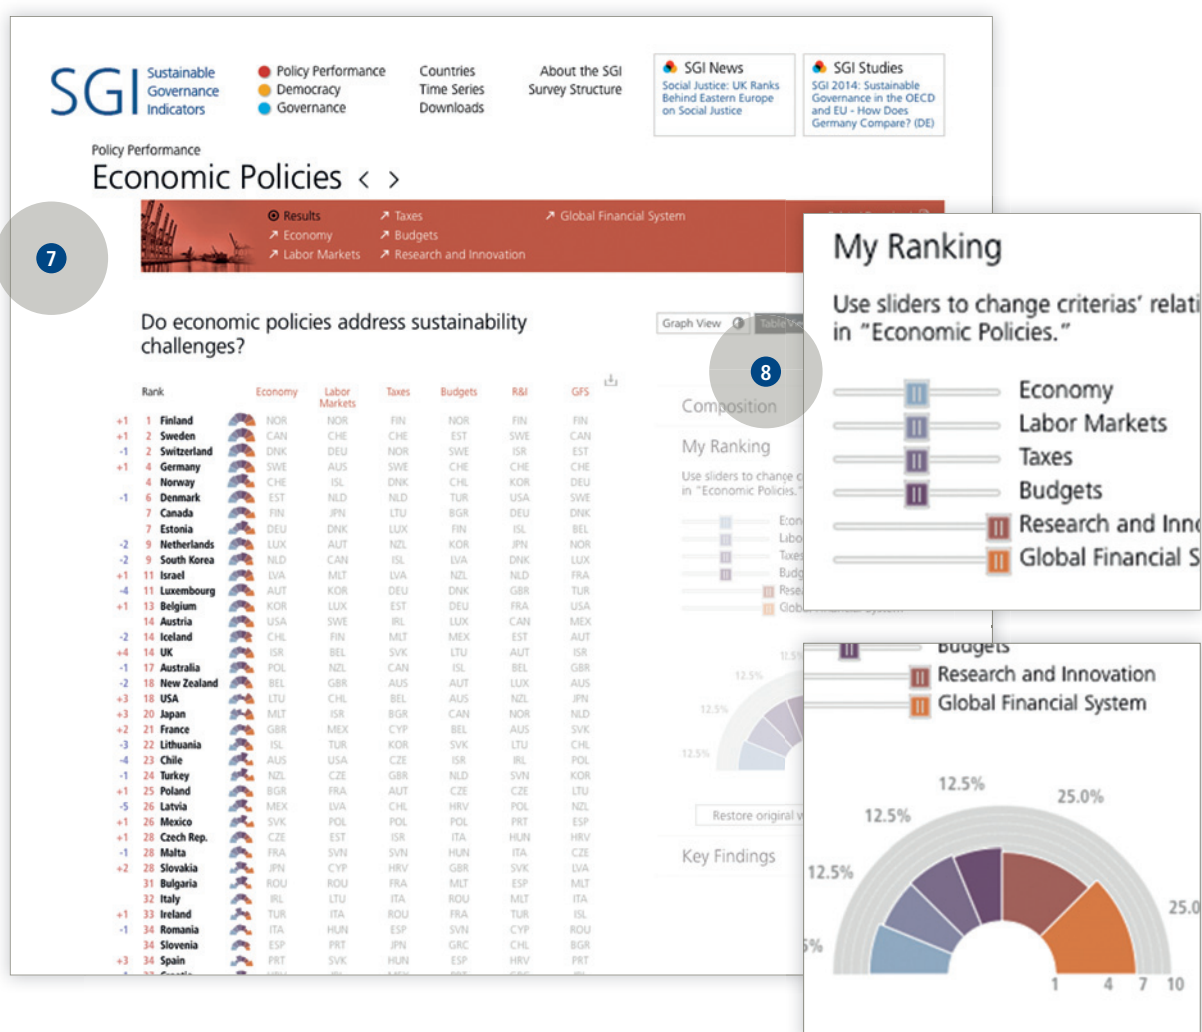 SGI
Sustainable
Governance
Indicators
Policy Performance
Democracy
Governance
Countries
Time Series
Downloads
About the SGI
Survey Structure
SGI News
Social Justice: UK Ranks
Behind Eastern Europe
on Social Justice
SGI Studies
SGI 2014: Sustainable
Governance in the OECD
and EU - How Does
Germany Compare? (DE)
Policy Performance
Economic Policies < >
7
Results
Economy
Labor Markets
Taxes
Budgets
Research and Innovation
Global Financial System
Do economic policies address sustainability
challenges?
Rank Economy Labor Markets Taxes Budgets R&I GFS
+1 1 Finland NOR NOR FIN NOR FIN FIN
+1 2 Sweden CAN CHE CHE EST SWE CAN
-1 2 Switzerland DNK DEU NOR SWE ISR EST
+1 4 Germany SWE AUS SWE CHE CHE CHE
4 Norway CHE ISL DNK CHL KOR DEU
-1 6 Denmark EST NLD NLD TUR USA SWE
7 Canada FIN JPN LTU BGR DEU DNK
7 Estonia DEU DNK LUX FIN ISL BEL
-2 9 Netherlands LUX AUT NZL KOR JPN NOR
-2 9 South Korea NLD CAN ISL LVA DNK LUX
+1 11 Israel LVA MLT LVA NZL NLD FRA
-4 11 Luxembourg AUT KOR DEU DNK GBR TUR
+1 13 Belgium KOR LUX EST DEU FRA USA
14 Austria USA SWE IRL LUX CAN MEX
-2 14 Iceland CHL FIN MLT MEX EST AUT
+4 14 UK ISR BEL SVK LTU AUT ISR
-1 17 Australia POL NZL CAN ISL BEL GBR
-2 18 New Zealand BEL GBR AUS AUT LUX AUS
+3 18 USA LTU CHL BEL AUS NZL JPN
+3 20 Japan MLT ISR BGR CAN NOR NLD
+2 21 France GBR MEX CYP BEL AUS SVK
-3 22 Lithuania ISL TUR KOR SVK LTU CHL
-4 23 Chile AUS USA CZE ISR IRL POL
-1 24 Turkey NZL CZE GBR NLD SVN KOR
+1 25 Poland BGR FRA AUT CZE CZE LTU
-5 26 Latvia MEX LVA CHL HRV POL NZL
+1 26 Mexico SVK POL POL POL PRT ESP
+1 28 Czech Rep. CZE EST ISR ITA HUN HRV
-1 28 Malta FRA SVN SVN HUN ITA CZE
+2 28 Slovakia JPN CYP HRV GBR SVK LVA
31 Bulgaria ROU ROU FRA MLT ESP MLT
32 Italy IRL LTU ITA ROU MLT ITA
+1 33 Ireland TUR ITA ROU FRA TUR ISL
-1 34 Romania ITA HUN ESP SVN CYP ROU
34 Slovenia ESP PRT JPN GRC CHL BGR
+3 34 Spain PRT SVK HUN ESP HRV PRT
Graph View
8
Composition
My Ranking
Use sliders to change
in "Economic Policies."
12.5%
12.5%
12.5%
Key Findings
My Ranking
Use sliders to change criterias' relati
in "Economic Policies."
Economy
Labor Markets
Taxes
Budgets
Research and Inn
Global Financial S
Budgets
Research and Innovation
Global Financial System
12.5%
25.0%
12.5%
12.5%
25.0
5%
1 4 7 10